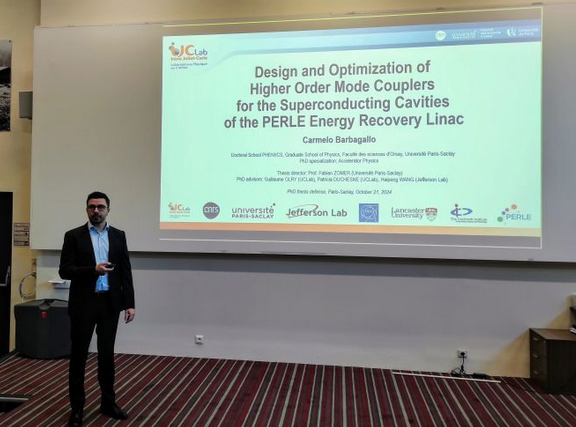 IJCLab
Irène Joliot-Curie
Design and Optimization of
Higher Order Mode Couplers
for the Superconducting Cavities
of the PERLE Energy Recovery Linac
Carmelo Barbagallo
Doctoral School PHENIICS, Graduate School of Physics, Faculté des sciences d'Orsay, Université Paris-Saclay
PhD specialization: Accelerator Physics
Thesis director: Prof. Fabian ZOMER (Université Paris-Saclay)
PhD advisors: Guillaume OLRY (IJCLab), Patricia DUCHESNE (IJCLab), Haipeng WANG (Jefferson Lab)
PhD thesis defense, Paris-Saclay, October 21, 2024
IJCLab
cnrs
université
PARIS-SACLAY
Jefferson Lab
CERN
Lancaster
University
PERLE